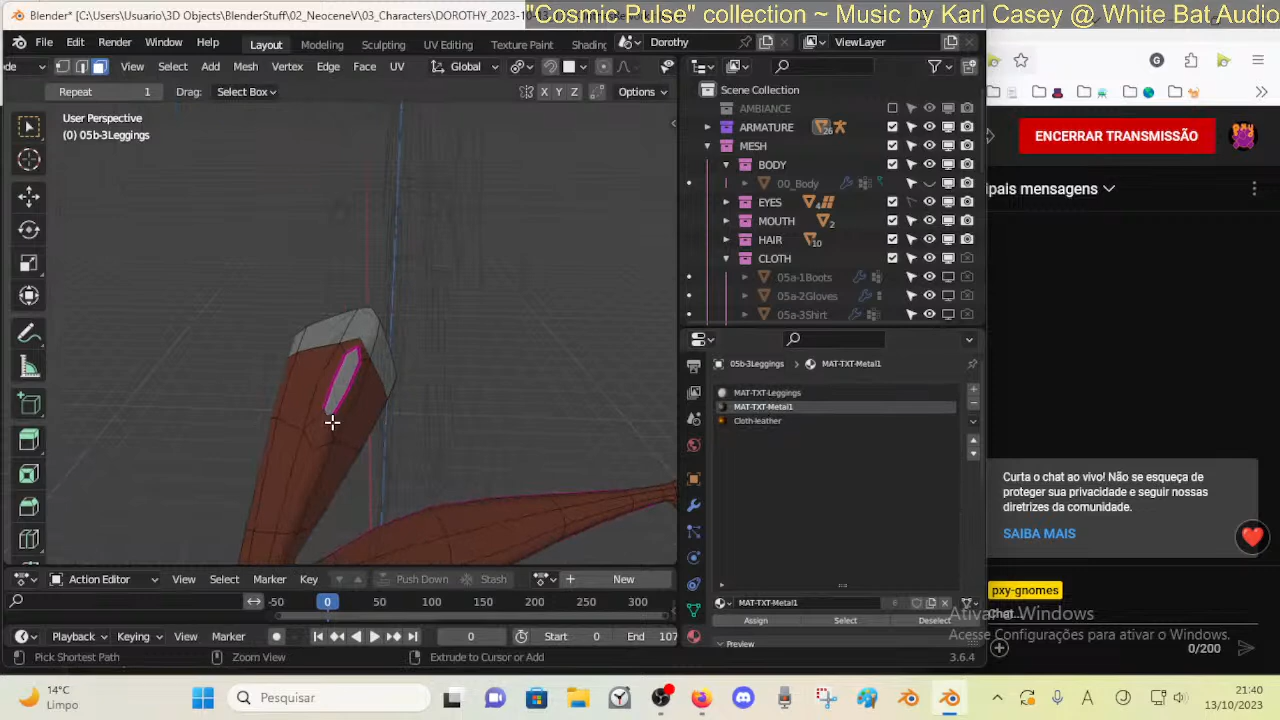 Blender* [C:\Users\Usuario\3D Objects\BlenderStuff\02_NeoceneV\03_Characters\DOROTHY_2023-10-13
"Cosmic Pulse" collection ~ Music by Karl Casey @ White Bat Audio
File Edit Render Window Help Layout Modeling Sculpting UV Editing Texture Paint Shading
Dorothy ViewLayer
de View Select Add Mesh Vertex Edge Face UV Global
Repeat 1 Drag: Select Box X Y Z Options
User Perspective
(0) 05b-3Leggings
Scene Collection
AMBIANCE
ARMATURE 26
MESH
BODY
00_Body
EYES 4
MOUTH 2
HAIR 10
CLOTH
05a-1Boots
05a-2Gloves
05a-3Shirt
05b-3Leggings > MAT-TXT-Metal1
MAT-TXT-Leggings
MAT-TXT-Metal1
Cloth-leather
MAT-TXT-Metal1 6
Assign Select Deselect
Preview
Action Editor View Select Marker Key Push Down Stash New
-50 0 50 100 150 200 250 300
Playback Keying View Marker 0 Start 0 End 107
Pick Shortest Path Zoom View Extrude to Cursor or Add 3.6.4
G
ENCERRAR TRANSMISSÃO
ipais mensagens
Curta o chat ao vivo! Não se esqueça de
proteger sua privacidade e seguir nossas
diretrizes da comunidade.
SAIBA MAIS
pxy-gnomes
Chat...
Ativar o Windows
Acesse Configurações para ativar o Windows.
0/200
14°C
Limpo
Pesquisar
21:40
13/10/2023